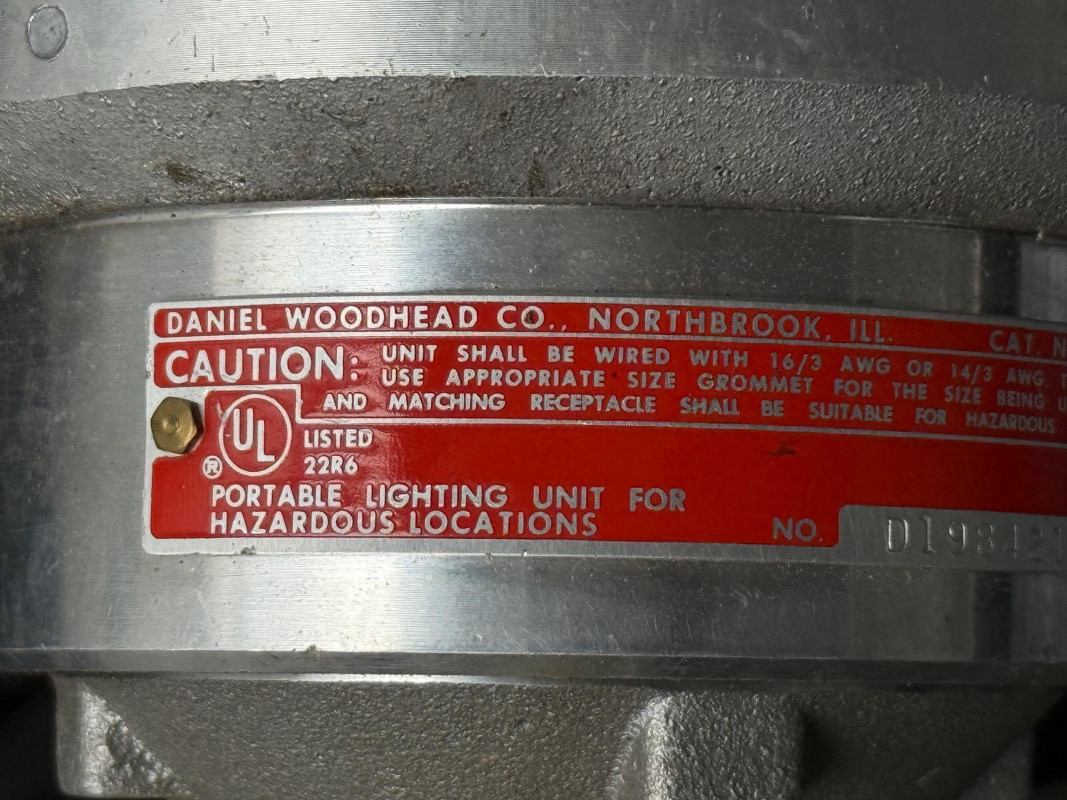 DANIEL WOODHEAD CO., NORTHBROOK, ILL. CAT. N
CAUTION: UNIT SHALL BE WIRED WITH 16/3 AWG OR 14/3 AWG
USE APPROPRIATE SIZE GROMMET FOR THE SIZE BEING U
AND MATCHING RECEPTACLE SHALL BE SUITABLE FOR HAZARDOUS
UL
LISTED
® 22R6
PORTABLE LIGHTING UNIT FOR
HAZARDOUS LOCATIONS
NO. D198421